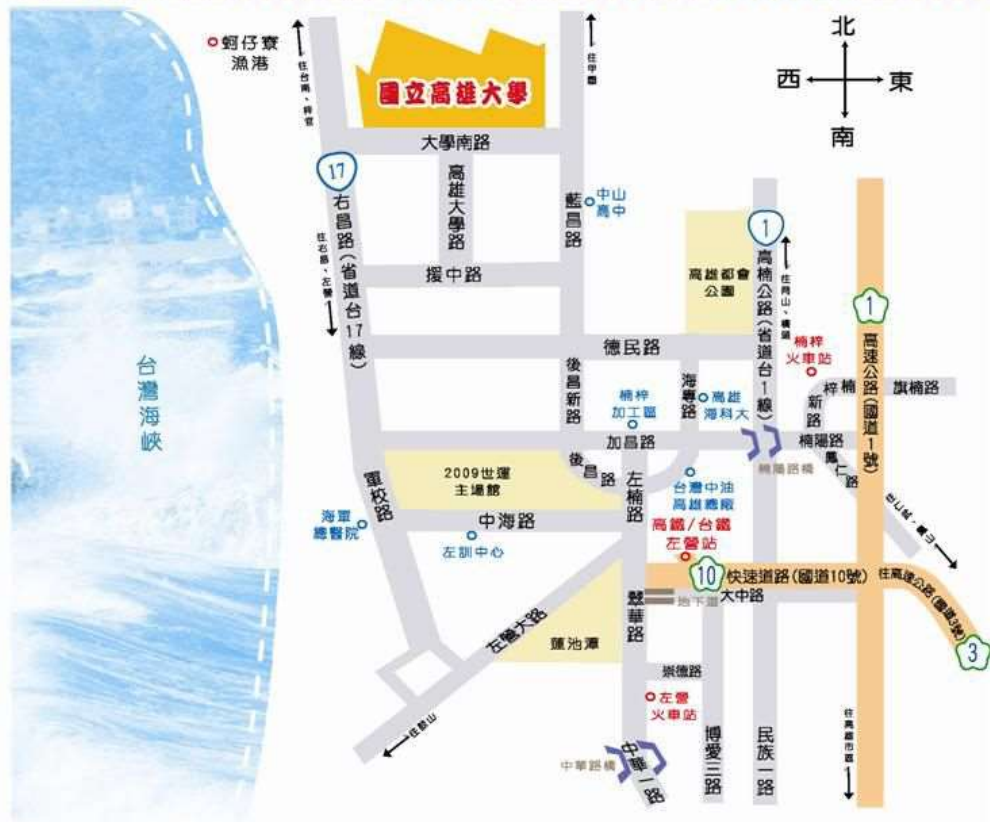 北
西
東
南
蚵仔寮
漁港
往台南、梓官
往甲圍
國立高雄大學
大學南路
17
右昌路(省道台17線)
高雄大學路
藍昌路
中山
高中
往右昌、左營
援中路
高雄都會
公園
1
高楠公路(省道台1線)
往岡山、橋頭
1
高速公路(國道1號)
楠梓
火車站
德民路
台灣海峽
後昌新路
楠梓
加工區
海專路
高雄
海科大
楠梓新路
旗楠路
加昌路
楠陽路
楠陽路橋
鳳仁路
往仁武、鳳山
2009世運
主場館
後昌路
左楠路
台灣中油
高雄總廠
軍校路
海軍
總醫院
中海路
左訓中心
高鐵/台鐵
左營站
10
快速道路(國道10號)
往高速公路(國道3號)
3
大中路
地下道
翠華路
左營大路
蓮池潭
崇德路
左營
火車站
往鼓山
中華路橋
中華一路
博愛三路
民族一路
往高雄市區